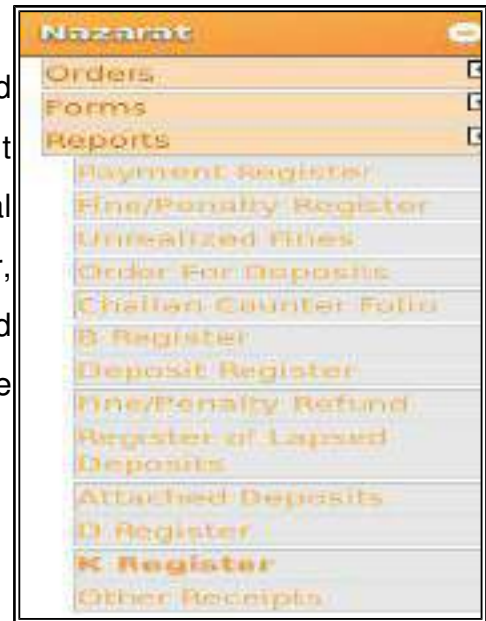 Nazarat
Orders
d
Forms
t
Reports
Payment Register
al
Fine/Penalty Register
Unrealized Fines
r,
Order For Deposits
Challan Counter Folio
d
B Register
Deposit Register
e
Fine/Penalty Refund
Register of Lapsed
Deposits
Attached Deposits
D Register
K Register
Other Receipts